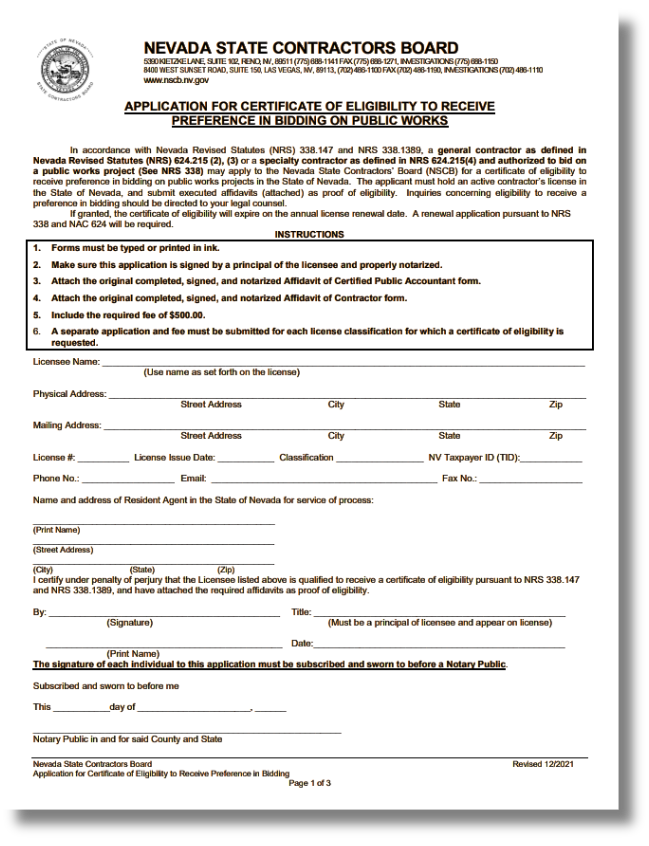 NEVADA STATE CONTRACTORS BOARD
5390 KIETZKE LANE, SUITE 102, RENO, NV, 89511 (775) 688-1141 FAX (775) 688-1271, INVESTIGATIONS (775) 688-1150
8400 WEST SUNSET ROAD, SUITE 150, LAS VEGAS, NV, 89113, (702) 486-1100 FAX (702) 486-1190, INVESTIGATIONS (702) 486-1110
www.nscb.nv.gov
STATE OF NEVADA
STATE CONTRACTORS BOARD
APPLICATION FOR CERTIFICATE OF ELIGIBILITY TO RECEIVE
PREFERENCE IN BIDDING ON PUBLIC WORKS
In accordance with Nevada Revised Statutes (NRS) 338.147 and NRS 338.1389, a general contractor as defined in
Nevada Revised Statutes (NRS) 624.215 (2), (3) or a specialty contractor as defined in NRS 624.215(4) and authorized to bid on
a public works project (See NRS 338) may apply to the Nevada State Contractors' Board (NSCB) for a certificate of eligibility to
receive preference in bidding on public works projects in the State of Nevada. The applicant must hold an active contractor's license in
the State of Nevada, and submit executed affidavits (attached) as proof of eligibility. Inquiries concerning eligibility to receive a
preference in bidding should be directed to your legal counsel.
If granted, the certificate of eligibility will expire on the annual license renewal date. A renewal application pursuant to NRS
338 and NAC 624 will be required.
INSTRUCTIONS
1. Forms must be typed or printed in ink.
2. Make sure this application is signed by a principal of the licensee and properly notarized.
3. Attach the original completed, signed, and notarized Affidavit of Certified Public Accountant form.
4. Attach the original completed, signed, and notarized Affidavit of Contractor form.
5. Include the required fee of $500.00.
6. A separate application and fee must be submitted for each license classification for which a certificate of eligibility is
requested.
Licensee Name:
(Use name as set forth on the license)
Physical Address:
Street Address City State Zip
Mailing Address:
Street Address City State Zip
License #: License Issue Date: Classification NV Taxpayer ID (TID):
Phone No.: Email: Fax No.:
Name and address of Resident Agent in the State of Nevada for service of process:
(Print Name)
(Street Address)
(City) (State) (Zip)
I certify under penalty of perjury that the Licensee listed above is qualified to receive a certificate of eligibility pursuant to NRS 338.147
and NRS 338.1389, and have attached the required affidavits as proof of eligibility.
By: Title:
(Signature) (Must be a principal of licensee and appear on license)
Date:
(Print Name)
The signature of each individual to this application must be subscribed and sworn to before a Notary Public.
Subscribed and sworn to before me
This day of ,
Notary Public in and for said County and State
Nevada State Contractors Board Revised 12/2021
Application for Certificate of Eligibility to Receive Preference in Bidding
Page 1 of 3